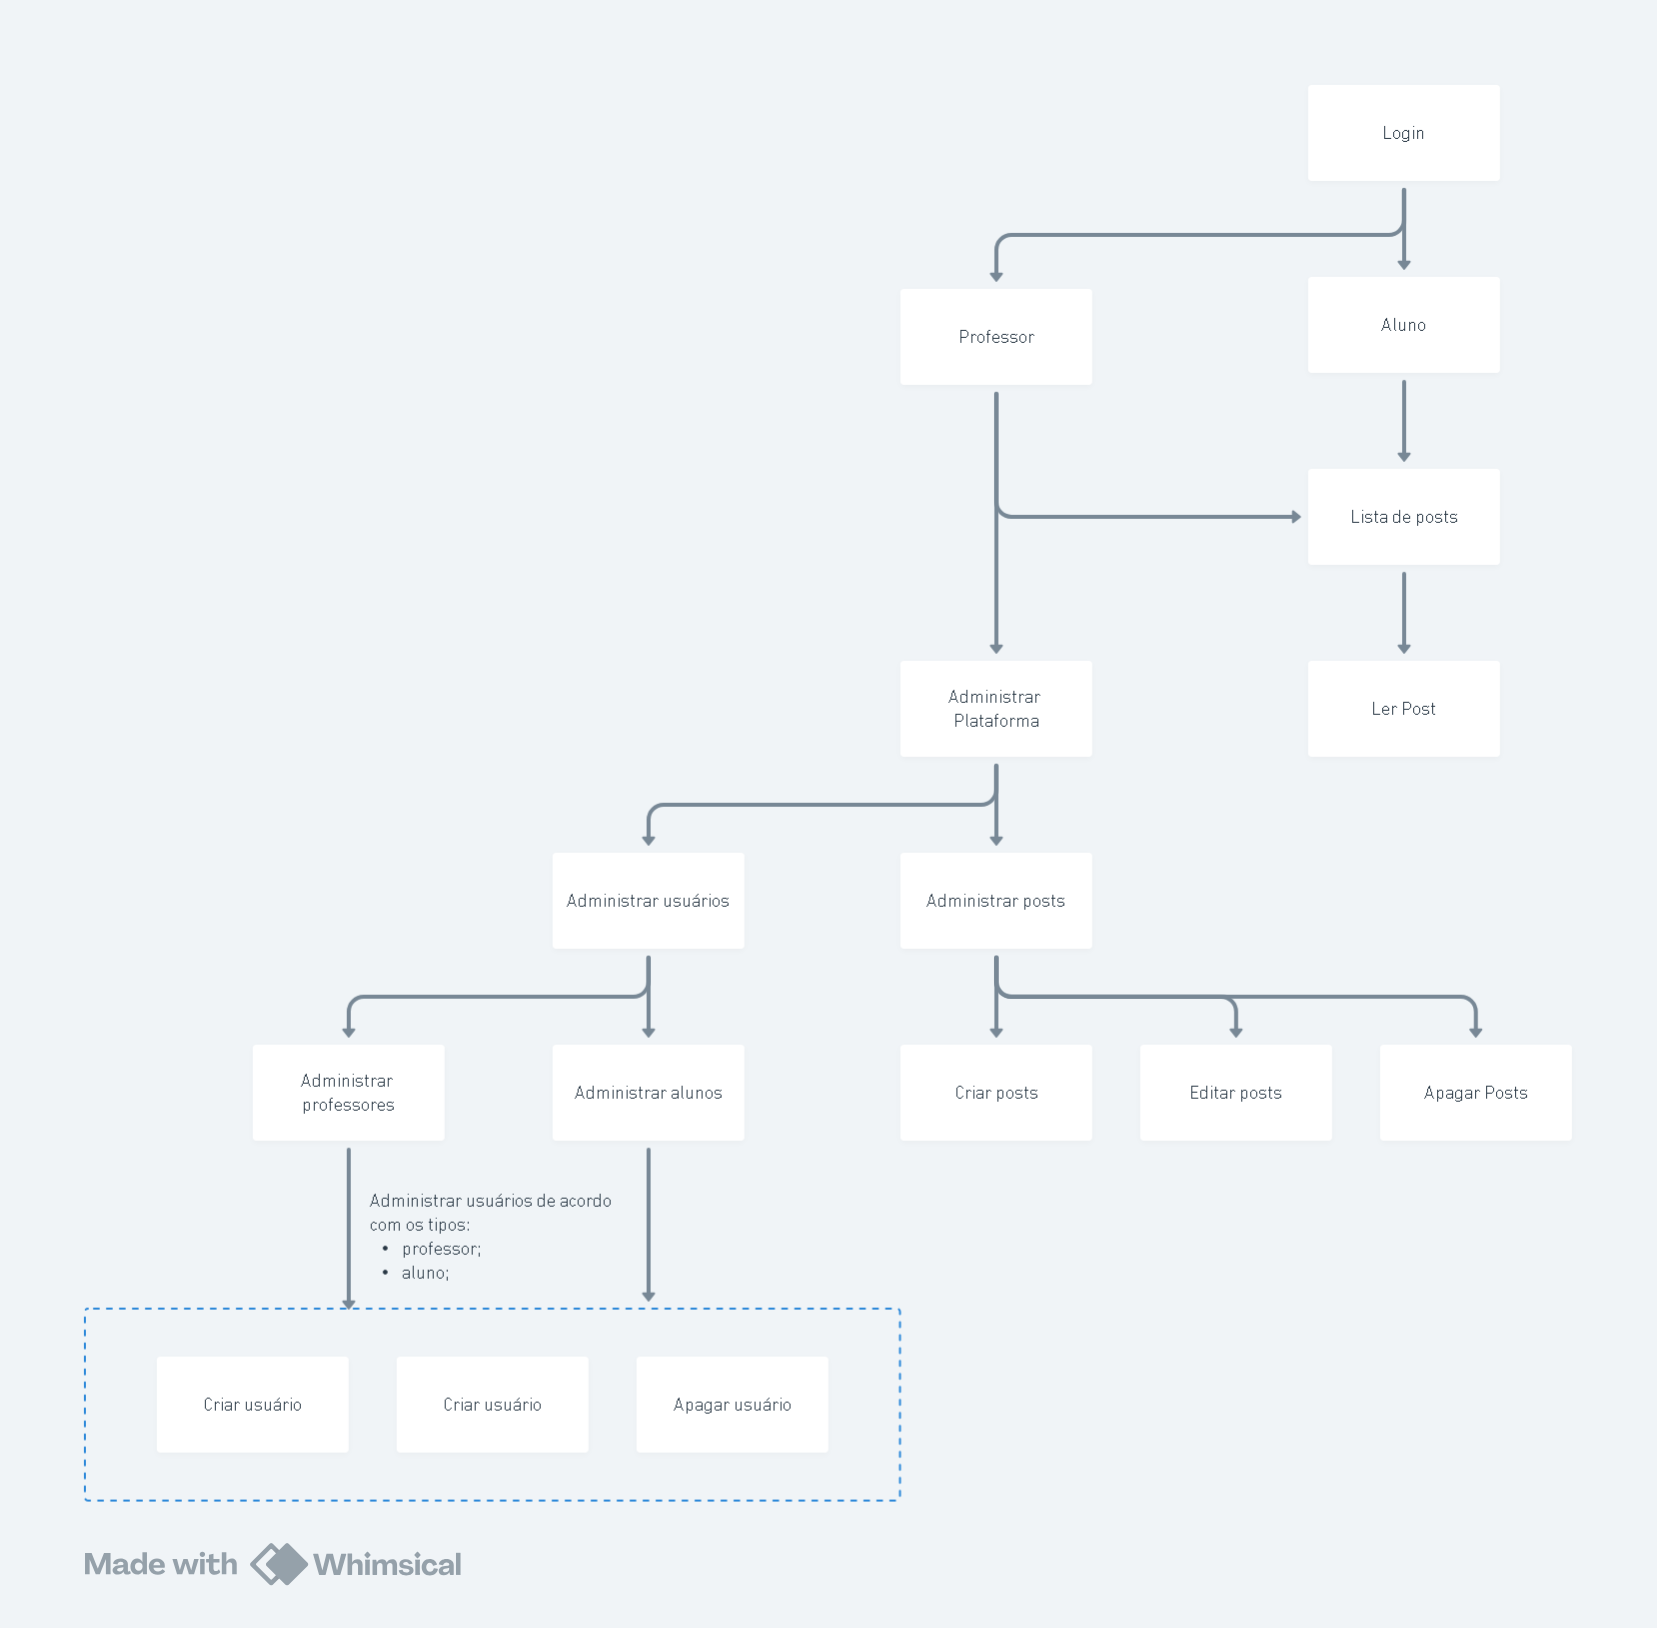 Login
Professor
Aluno
Lista de posts
Administrar
Plataforma
Ler Post
Administrar usuários
Administrar posts
Administrar
professores
Administrar alunos
Criar posts
Editar posts
Apagar Posts
Administrar usuários de acordo
com os tipos:
• professor;
• aluno;
Criar usuário
Criar usuário
Apagar usuário
Made with Whimsical